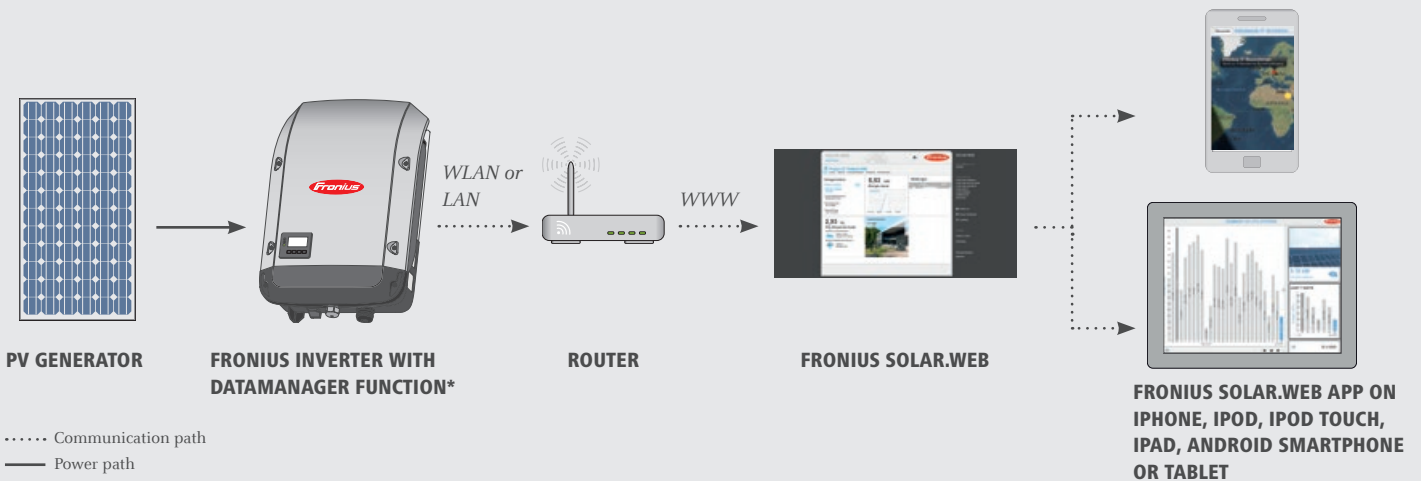 Fronius
WLAN or
LAN
WWW
PV GENERATOR
FRONIUS INVERTER WITH
DATAMANAGER FUNCTION*
ROUTER
FRONIUS SOLAR.WEB
FRONIUS SOLAR.WEB APP ON
IPHONE, IPOD, IPOD TOUCH,
IPAD, ANDROID SMARTPHONE
OR TABLET
Communication path
Power path